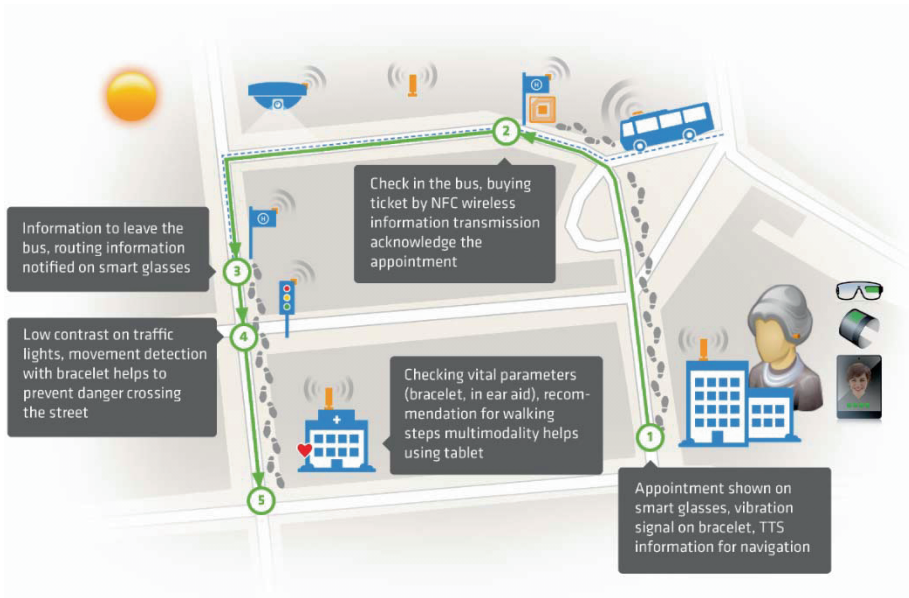 H
2
Check in the bus, buying
ticket by NFC wireless
information transmission
acknowledge the
appointment
Information to leave the
bus, routing information
notified on smart glasses
H
3
4
Low contrast on traffic
lights, movement detection
with bracelet helps to
prevent danger crossing
the street
Checking vital parameters
(bracelet, in ear aid), recom-
mendation for walking
steps multimodality helps
using tablet
1
5
Appointment shown on
smart glasses, vibration
signal on bracelet, TTS
information for navigation